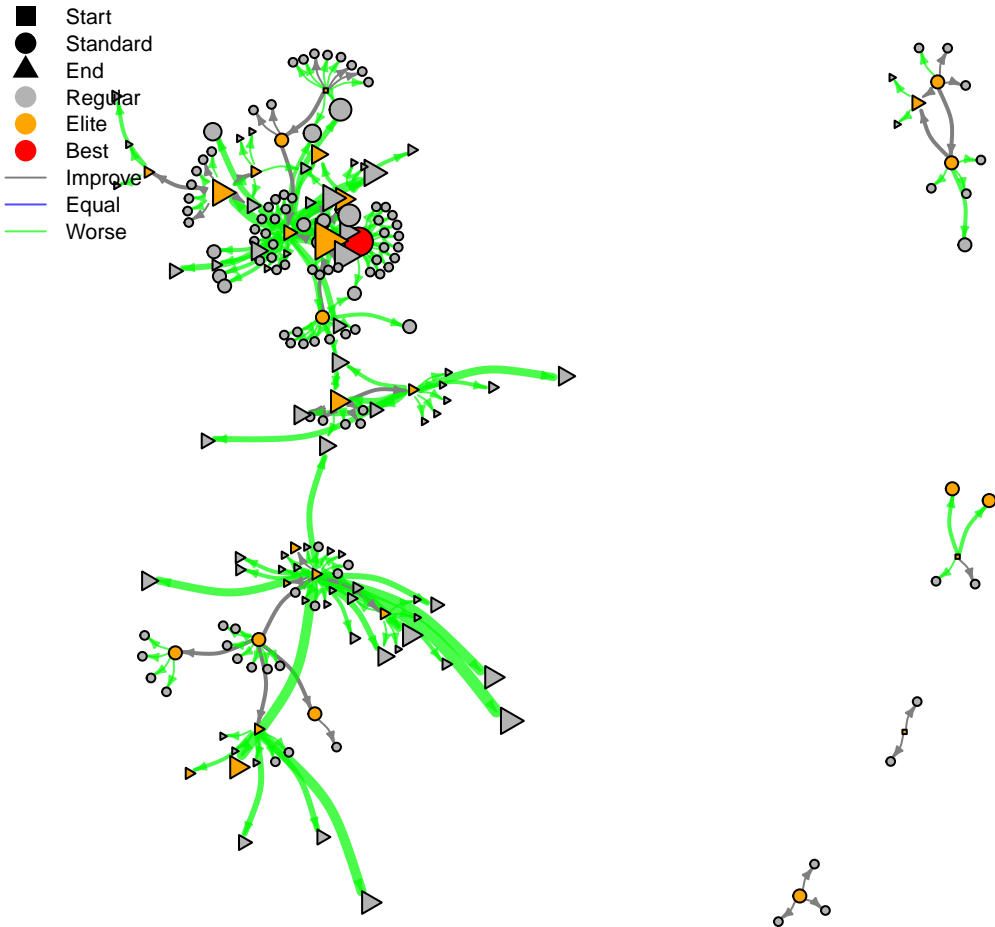 Start
Standard
End
Regular
Elite
Best
Improve
Equal
Worse